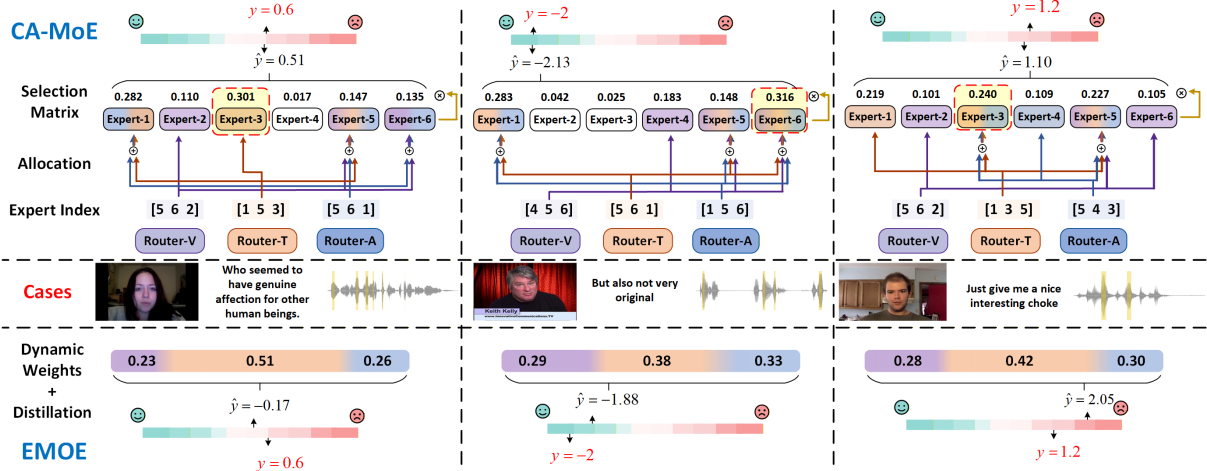 CA-MoE
y = 0.6
ŷ = 0.51
y = −2
ŷ = −2.13
y = 1.2
ŷ = 1.10
Selection
Matrix
0.282 0.110 0.301 0.017 0.147 0.135
Expert-1 Expert-2 Expert-3 Expert-4 Expert-5 Expert-6
0.283 0.042 0.025 0.183 0.148 0.316
Expert-1 Expert-2 Expert-3 Expert-4 Expert-5 Expert-6
0.219 0.101 0.240 0.109 0.227 0.105
Expert-1 Expert-2 Expert-3 Expert-4 Expert-5 Expert-6
Allocation
Expert Index
[5 6 2] [1 5 3] [5 6 1]
[4 5 6] [5 6 1] [1 5 6]
[5 6 2] [1 3 5] [5 4 3]
Router-V Router-T Router-A
Router-V Router-T Router-A
Router-V Router-T Router-A
Cases
Who seemed to
have genuine
affection for other
human beings.
Keith Kelly
www.InnovativeCommunications.TV
But also not very
original
Just give me a nice
interesting choke
Dynamic
Weights
+
Distillation
0.23 0.51 0.26
0.29 0.38 0.33
0.28 0.42 0.30
EMOE
ŷ = −0.17
y = 0.6
ŷ = −1.88
y = −2
ŷ = 2.05
y = 1.2